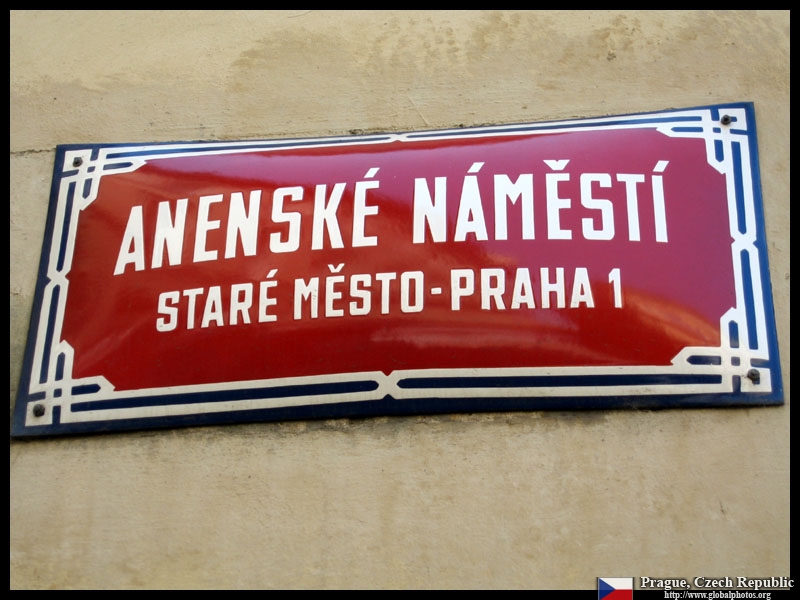 ANENSKÉ NÁMĚSTÍ
STARÉ MĚSTO-PRAHA 1
Prague, Czech Republic
http://www.globalphotos.org